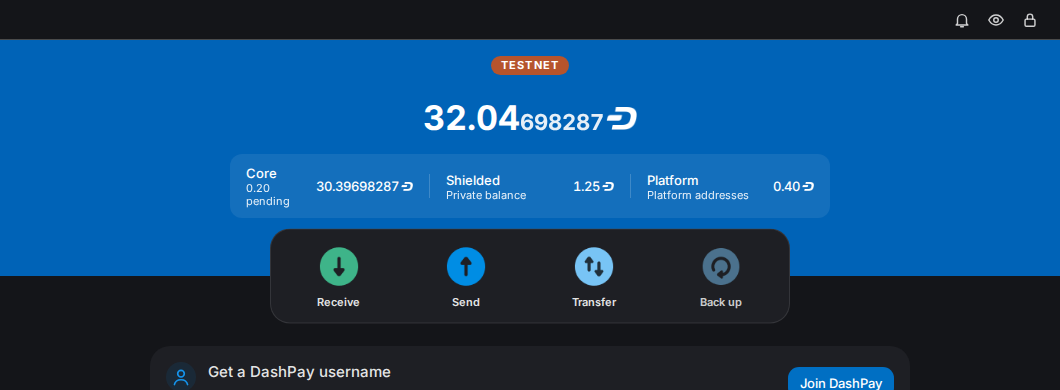 TESTNET
32.04698287
Core
0.20
pending
30.39698287
Shielded
Private balance
1.25
Platform
Platform addresses
0.40
Receive
Send
Transfer
Back up
Get a DashPay username
Join DashPay